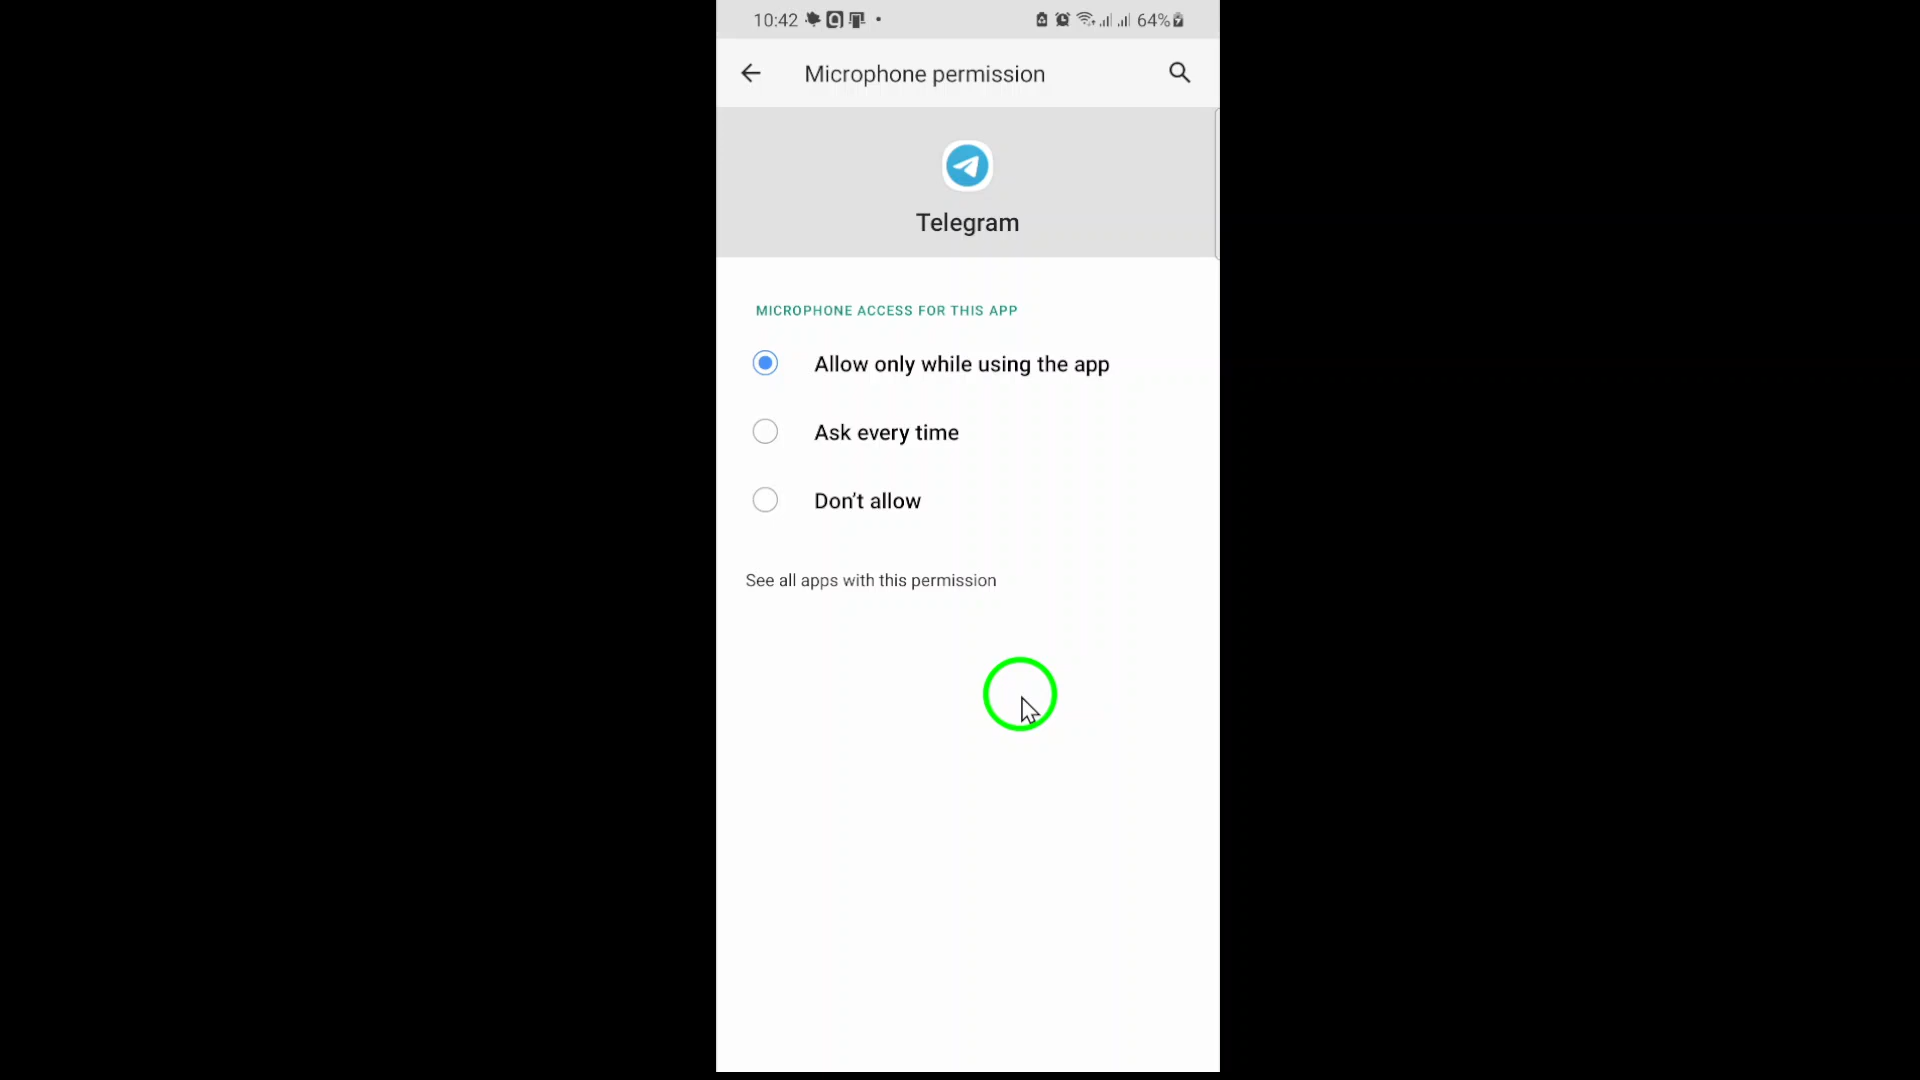 10:42 64%
Microphone permission
Telegram
MICROPHONE ACCESS FOR THIS APP
Allow only while using the app
Ask every time
Don’t allow
See all apps with this permission